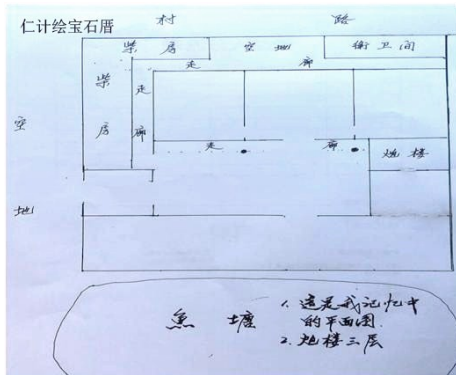 仁计绘宝石厝
村 路
柴 房 空 地 衛卫间
走 廊
柴 房
走 廊
空 地
走 廊
炮 楼
鱼 塘
1. 这是我记忆中
的平面图.
2. 炮楼三层